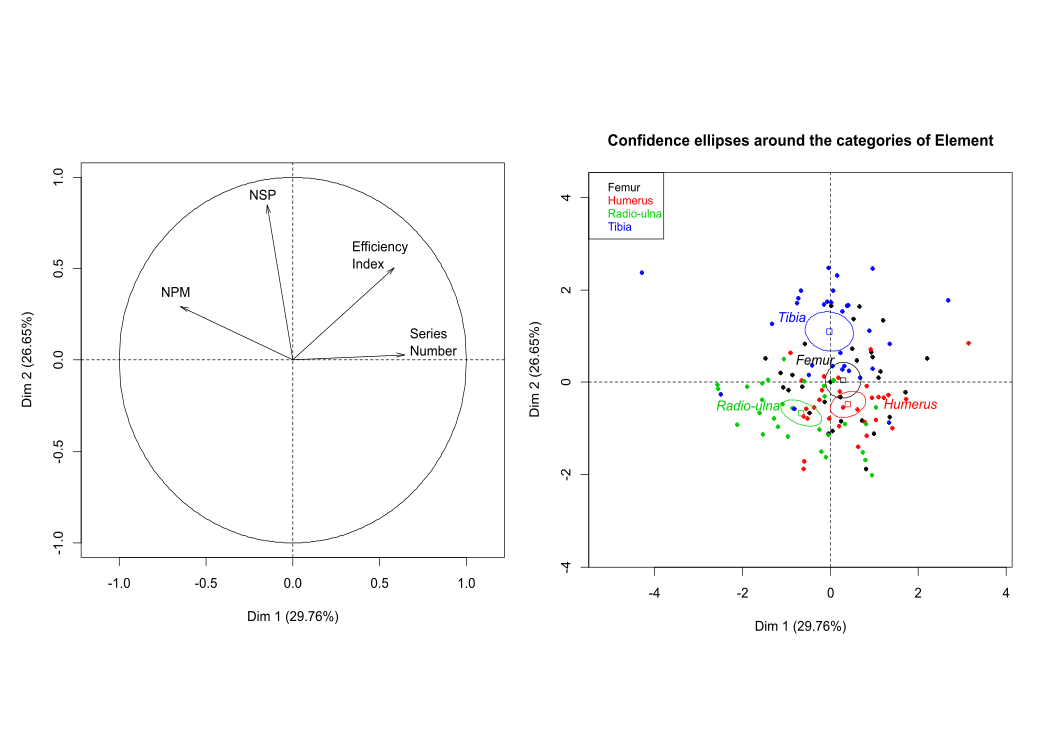 NSP
Efficiency
Index
NPM
Series
Number
1.0
0.5
0.0
-0.5
-1.0
Dim 2 (26.65%)
-1.0
-0.5
0.0
0.5
1.0
Dim 1 (29.76%)
Confidence ellipses around the categories of Element
Femur
Humerus
Radio-ulna
Tibia
Tibia
Femur
Radio-ulna
Humerus
4
2
0
-2
-4
Dim 2 (26.65%)
-4
-2
0
2
4
Dim 1 (29.76%)